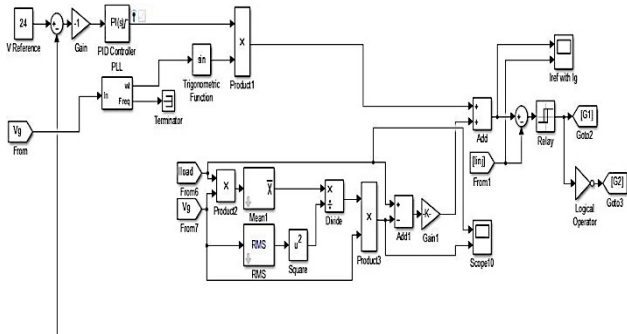 24
V Reference
-1
Gain
PI(s)
PID Controller
PLL
In
wt
Freq
Terminator
sin
Trigonometric
Function
X
Product1
Vg
From
Iload
From6
Vg
From7
X
Product2
Mean1
RMS
RMS
u²
Square
×
÷
Divide
X
Product3
+
−
Add1
-K-
Gain1
+
+
Add
Iref with Ig
[Iinj]
From1
Relay
[G1]
Goto2
Logical
Operator
[G2]
Goto3
Scope10